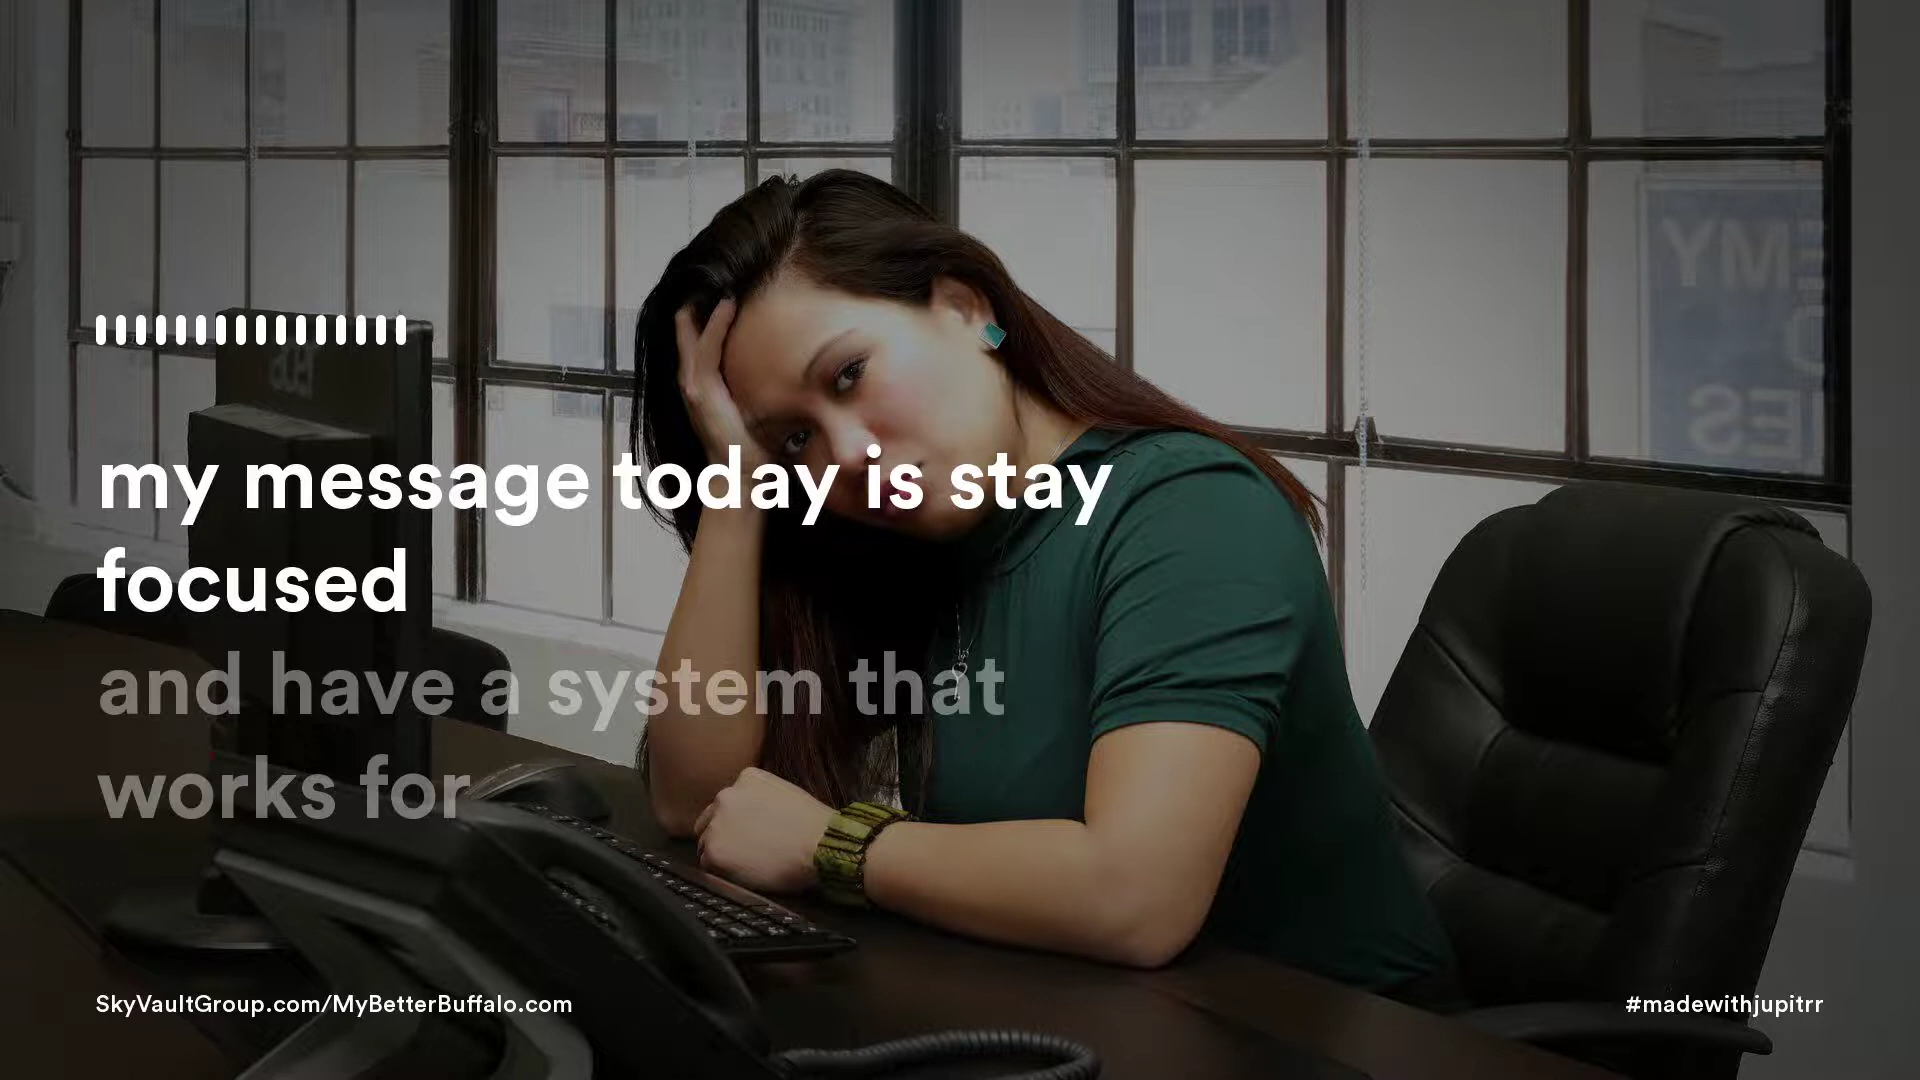 my message today is stay
focused
and have a system that
works for
SkyVaultGroup.com/MyBetterBuffalo.com
#madewithjupitrr